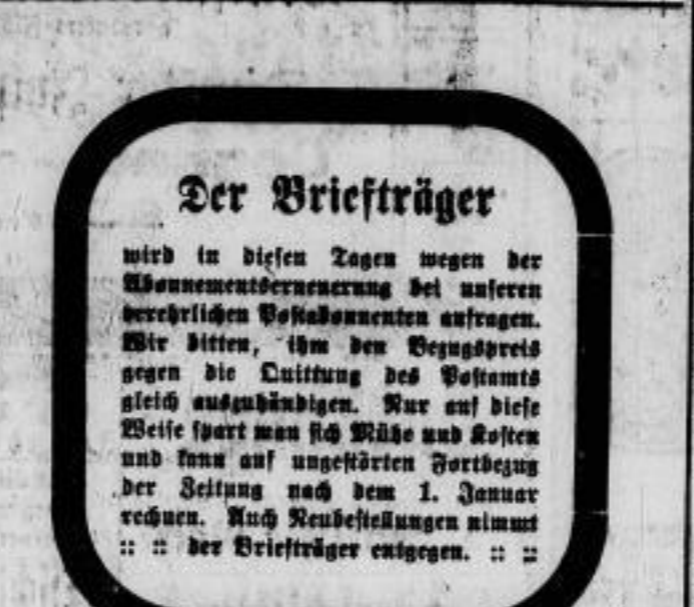 Der Briefträger
wird in diesen Tagen wegen der
Abonnementserneuerung bei unseren
verehrlichen Postabonnenten anfragen.
Wir bitten, ihm den Bezugspreis
gegen die Quittung des Postamts
gleich auszuhändigen. Nur auf diese
Weise spart man sich Mühe und Kosten
und kann auf ungestörten Fortbezug
der Zeitung nach dem 1. Januar
rechnen. Auch Neubestellungen nimmt
:: :: der Briefträger entgegen. :: ::